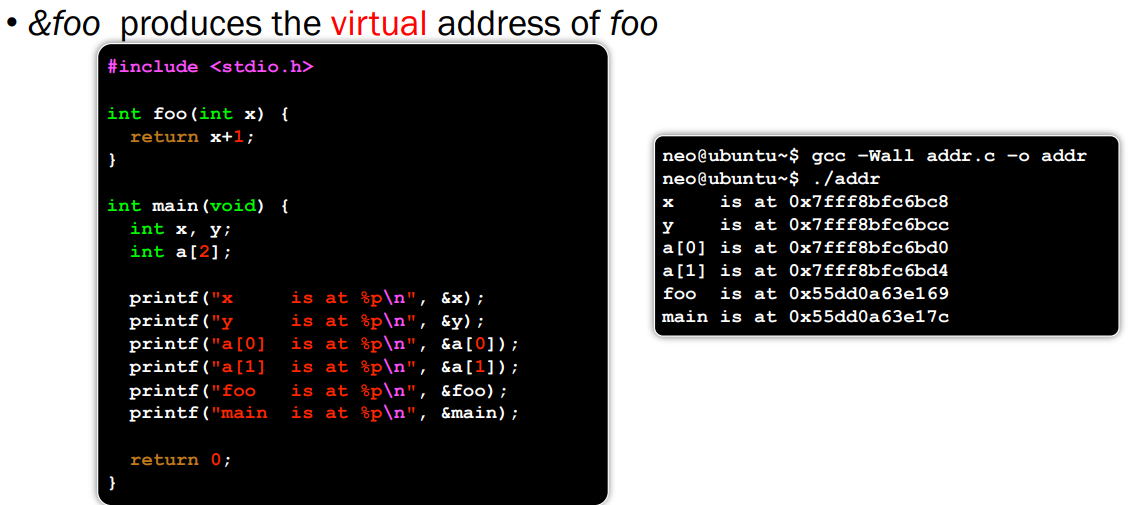 • &foo produces the virtual address of foo
#include <stdio.h>
int foo(int x) {
  return x+1;
}
int main(void) {
  int x, y;
  int a[2];
  printf("x     is at %p\n", &x);
  printf("y     is at %p\n", &y);
  printf("a[0]  is at %p\n", &a[0]);
  printf("a[1]  is at %p\n", &a[1]);
  printf("foo   is at %p\n", &foo);
  printf("main  is at %p\n", &main);
  return 0;
}
neo@ubuntu~$ gcc –Wall addr.c –o addr
neo@ubuntu~$ ./addr
x    is at 0x7fff8bfc6bc8
y    is at 0x7fff8bfc6bcc
a[0] is at 0x7fff8bfc6bd0
a[1] is at 0x7fff8bfc6bd4
foo  is at 0x55dd0a63e169
main is at 0x55dd0a63e17c